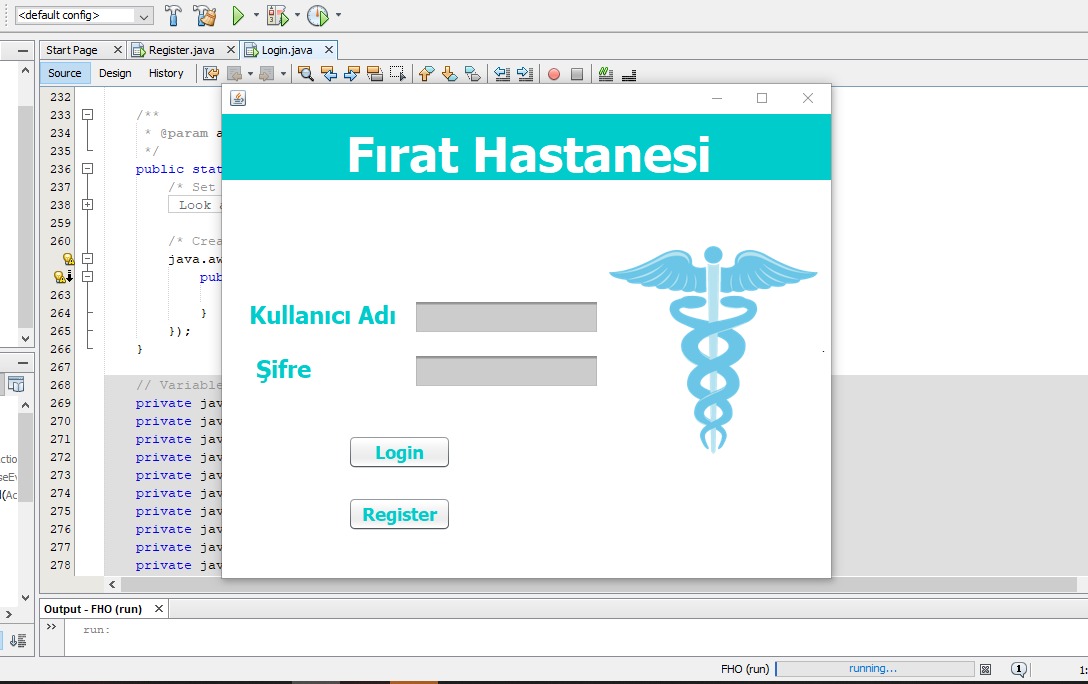 <default config>
Start Page
Register.java
Login.java
Source
Design
History
232
233 /**
234 * @param a
235 */
236 public stat
237 /* Set
238 Look a
259
260 /* Crea
java.aw
pub
263
264 }
265 });
266 }
267
268 // Variable
269 private jav
270 private jav
271 private jav
272 private jav
273 private jav
274 private jav
275 private jav
276 private jav
277 private jav
278 private jav
Fırat Hastanesi
Kullanıcı Adı
Şifre
Login
Register
ctio
seEv
l(Ac
Output - FHO (run)
run:
FHO (run)
running...
1
1: